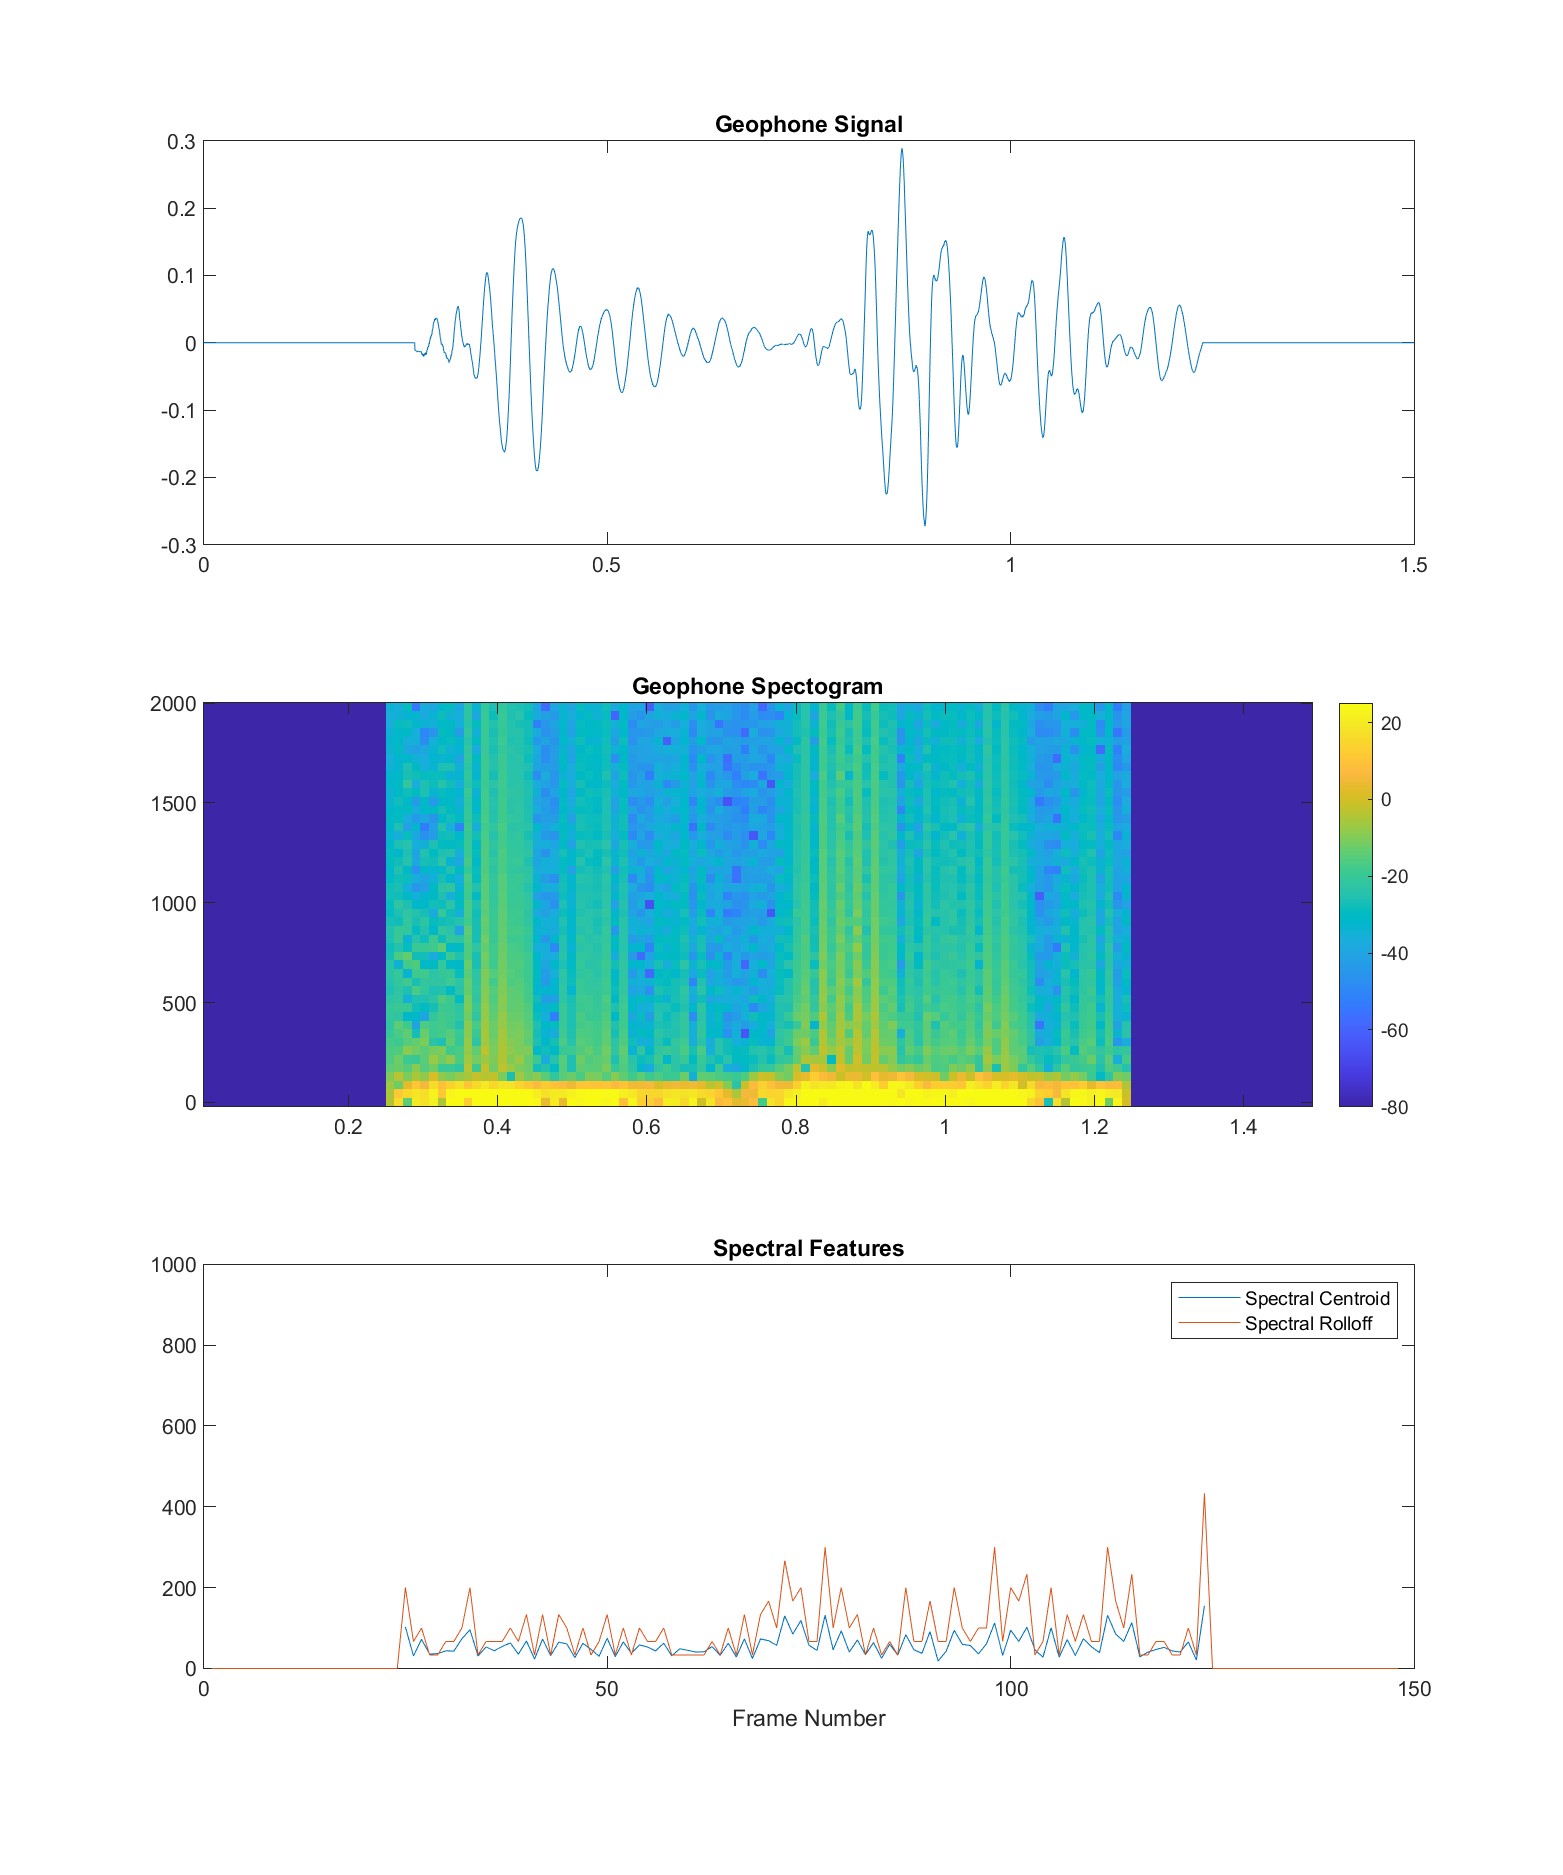 Geophone Signal
0.3
0.2
0.1
0
-0.1
-0.2
-0.3
0 0.5 1 1.5
Geophone Spectogram
2000
1500
1000
500
0
20
0
-20
-40
-60
-80
0.2 0.4 0.6 0.8 1 1.2 1.4
Spectral Features
1000
800
600
400
200
0
Spectral Centroid
Spectral Rolloff
0 50 100 150
Frame Number